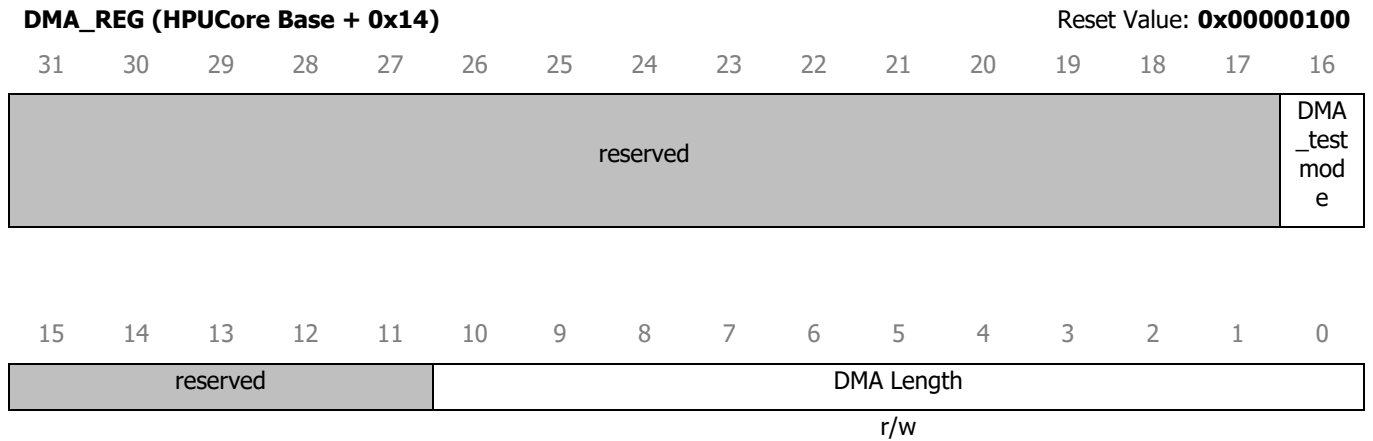 DMA_REG (HPUCore Base + 0x14) Reset Value: 0x00000100
31 30 29 28 27 26 25 24 23 22 21 20 19 18 17 16
reserved
DMA
_test
mod
e
15 14 13 12 11 10 9 8 7 6 5 4 3 2 1 0
reserved DMA Length
r/w